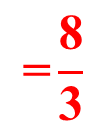 = 8/3